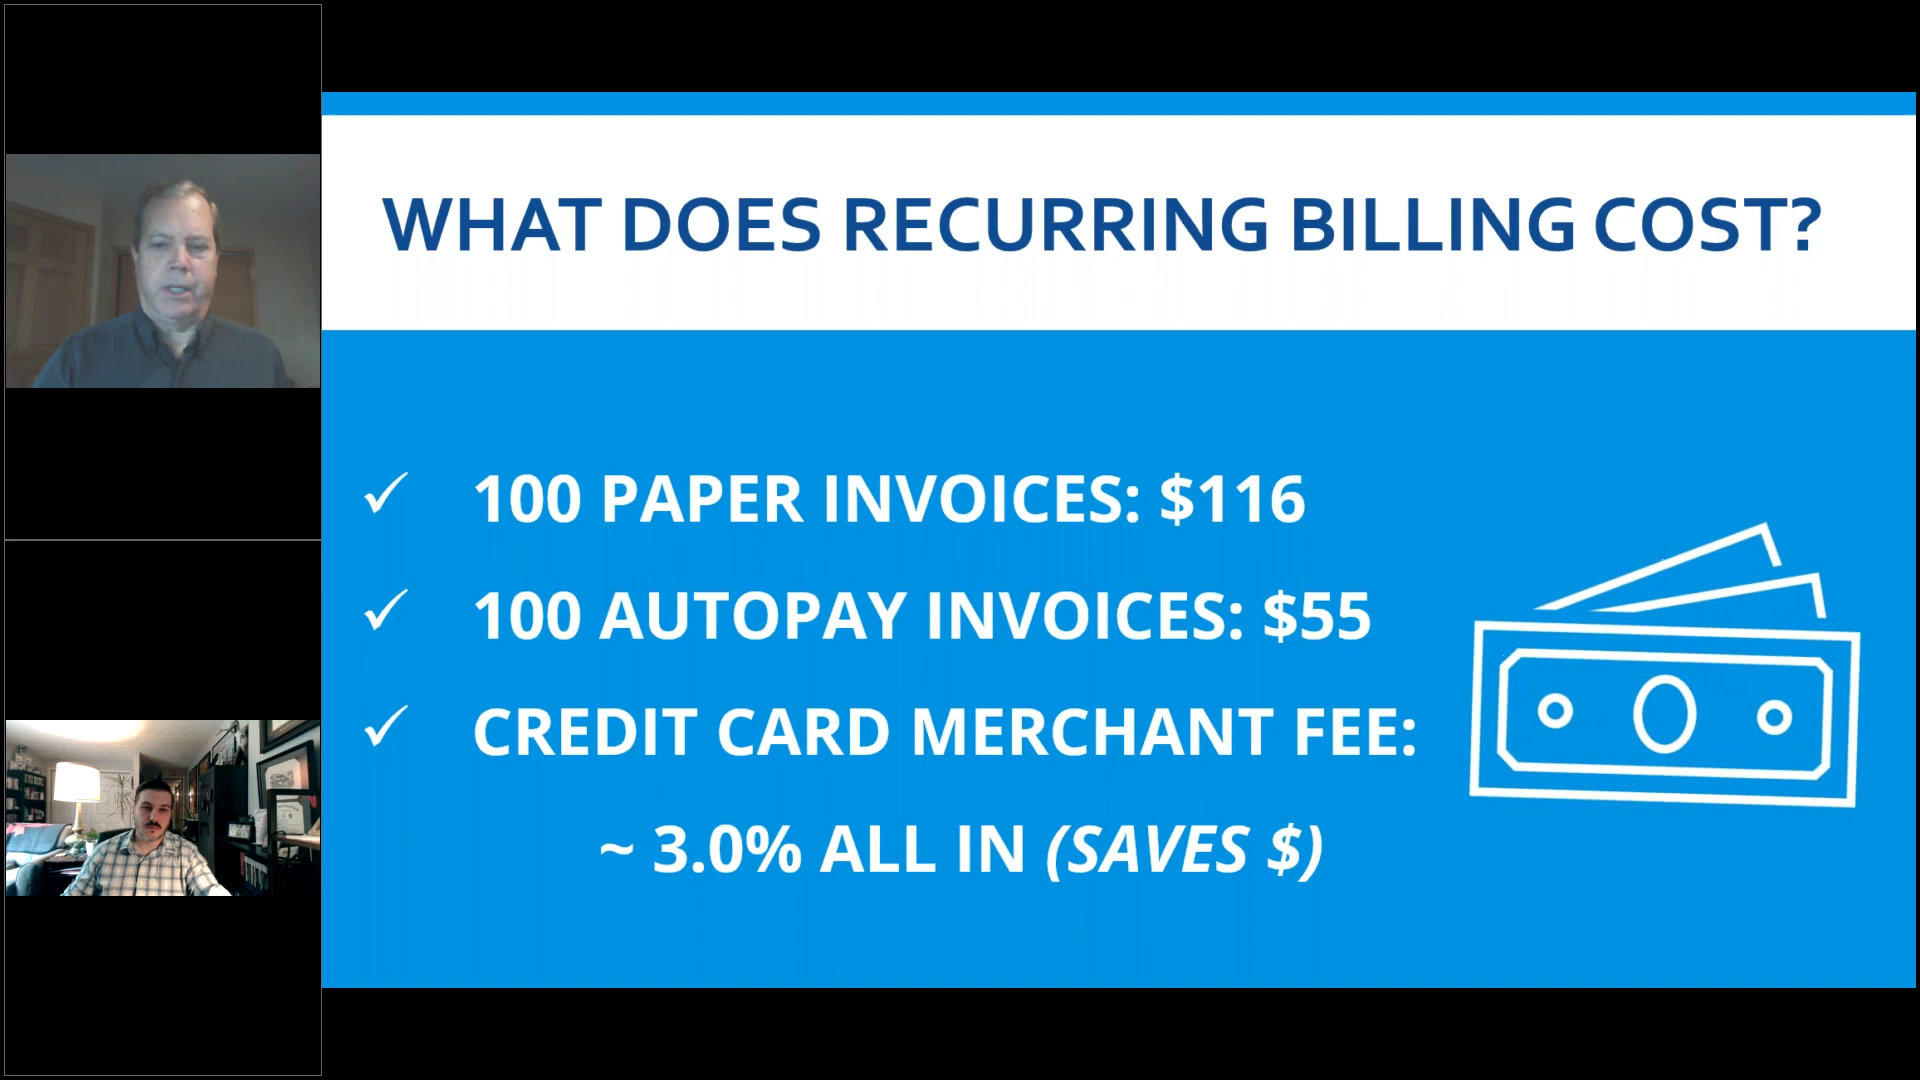 WHAT DOES RECURRING BILLING COST?
✓ 100 PAPER INVOICES: $116
✓ 100 AUTOPAY INVOICES: $55
✓ CREDIT CARD MERCHANT FEE:
~ 3.0% ALL IN (SAVES $)